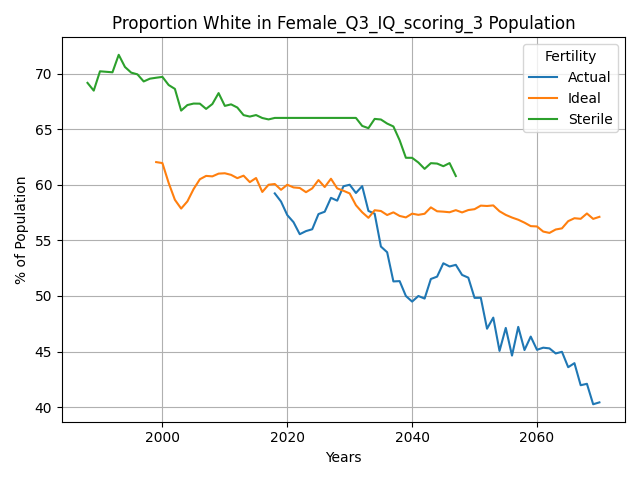 Proportion White in Female_Q3_IQ_scoring_3 Population
Fertility
Actual
Ideal
Sterile
% of Population
70
65
60
55
50
45
40
2000
2020
2040
2060
Years